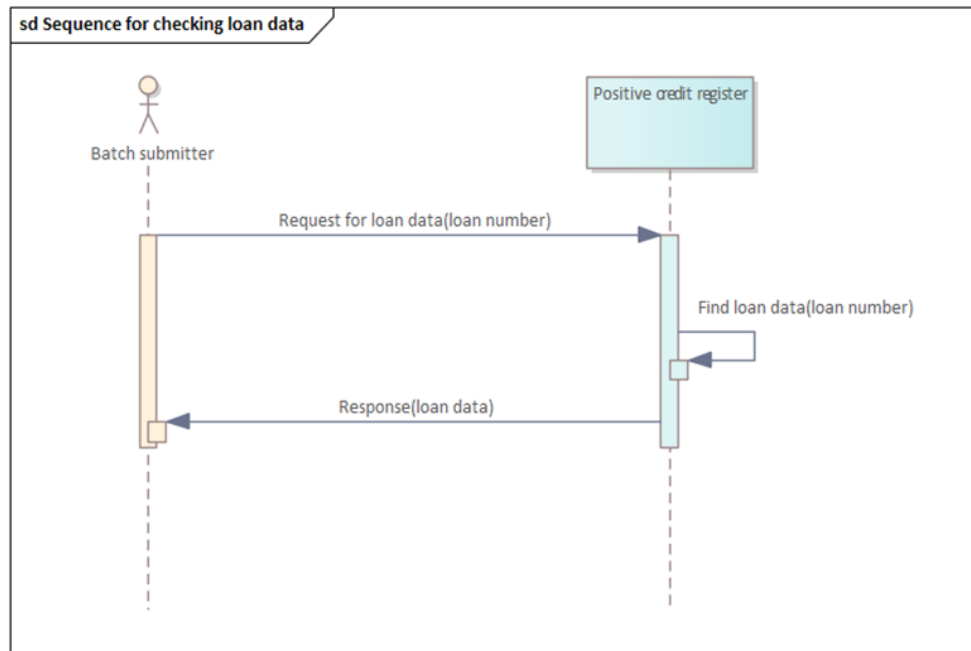 sd Sequence for checking loan data
Batch submitter
Positive credit register
Request for loan data(loan number)
Find loan data(loan number)
Response(loan data)